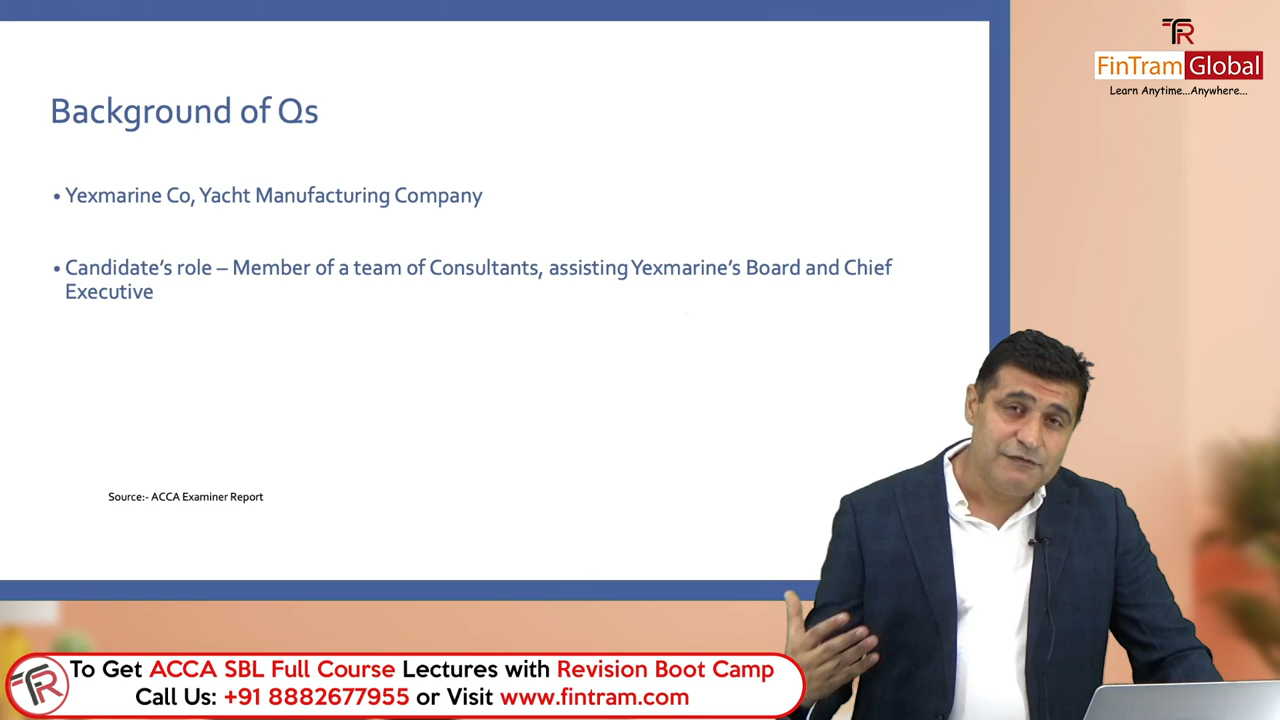 FR
FinTram Global
Learn Anytime...Anywhere...
Background of Qs
• Yexmarine Co, Yacht Manufacturing Company
• Candidate's role – Member of a team of Consultants, assisting Yexmarine's Board and Chief
Executive
Source:- ACCA Examiner Report
FR
To Get ACCA SBL Full Course Lectures with Revision Boot Camp
Call Us: +91 8882677955 or Visit www.fintram.com